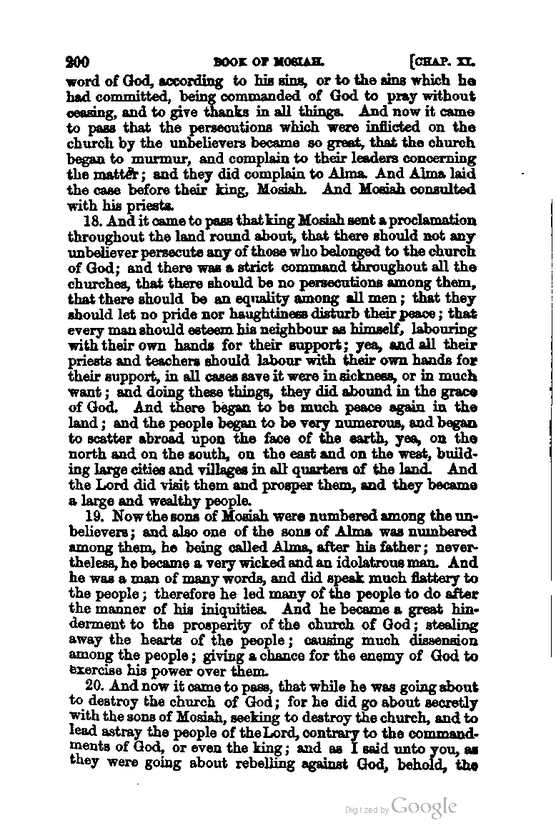 200 BOOK OF MOSIAH. [CHAP. XI.
word of God, according to his sins, or to the sins which he
had committed, being commanded of God to pray without
ceasing, and to give thanks in all things. And now it came
to pass that the persecutions which were inflicted on the
church by the unbelievers became so great, that the church
began to murmur, and complain to their leaders concerning
the matter; and they did complain to Alma. And Alma laid
the case before their king, Mosiah. And Mosiah consulted
with his priests.
18. And it came to pass that king Mosiah sent a proclamation
throughout the land round about, that there should not any
unbeliever persecute any of those who belonged to the church
of God; and there was a strict command throughout all the
churches, that there should be no persecutions among them,
that there should be an equality among all men; that they
should let no pride nor haughtiness disturb their peace; that
every man should esteem his neighbour as himself, labouring
with their own hands for their support; yea, and all their
priests and teachers should labour with their own hands for
their support, in all cases save it were in sickness, or in much
want; and doing these things, they did abound in the grace
of God. And there began to be much peace again in the
land; and the people began to be very numerous, and began
to scatter abroad upon the face of the earth, yea, on the
north and on the south, on the east and on the west, build-
ing large cities and villages in all quarters of the land. And
the Lord did visit them and prosper them, and they became
a large and wealthy people.
19. Now the sons of Mosiah were numbered among the un-
believers; and also one of the sons of Alma was numbered
among them, he being called Alma, after his father; never-
theless, he became a very wicked and an idolatrous man. And
he was a man of many words, and did speak much flattery to
the people; therefore he led many of the people to do after
the manner of his iniquities. And he became a great hin-
derment to the prosperity of the church of God; stealing
away the hearts of the people; causing much dissension
among the people; giving a chance for the enemy of God to
exercise his power over them.
20. And now it came to pass, that while he was going about
to destroy the church of God; for he did go about secretly
with the sons of Mosiah, seeking to destroy the church, and to
lead astray the people of the Lord, contrary to the command-
ments of God, or even the king; and as I said unto you, as
they were going about rebelling against God, behold, the
Digitized by Google